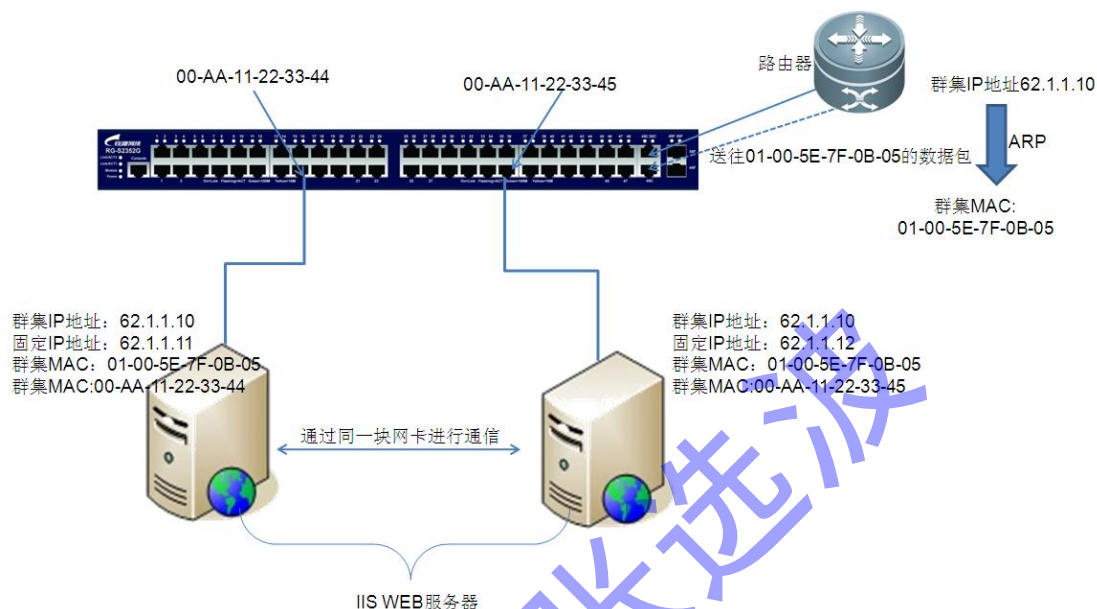 00-AA-11-22-33-44
00-AA-11-22-33-45
路由器
群集IP地址62.1.1.10
ARP
群集MAC:
01-00-5E-7F-0B-05
送往01-00-5E-7F-0B-05的数据包
RG-S2352G
Console
群集IP地址：62.1.1.10
固定IP地址：62.1.1.11
群集MAC：01-00-5E-7F-0B-05
群集MAC:00-AA-11-22-33-44
群集IP地址：62.1.1.10
固定IP地址：62.1.1.12
群集MAC：01-00-5E-7F-0B-05
群集MAC:00-AA-11-22-33-45
通过同一块网卡进行通信
IIS WEB服务器
张选波